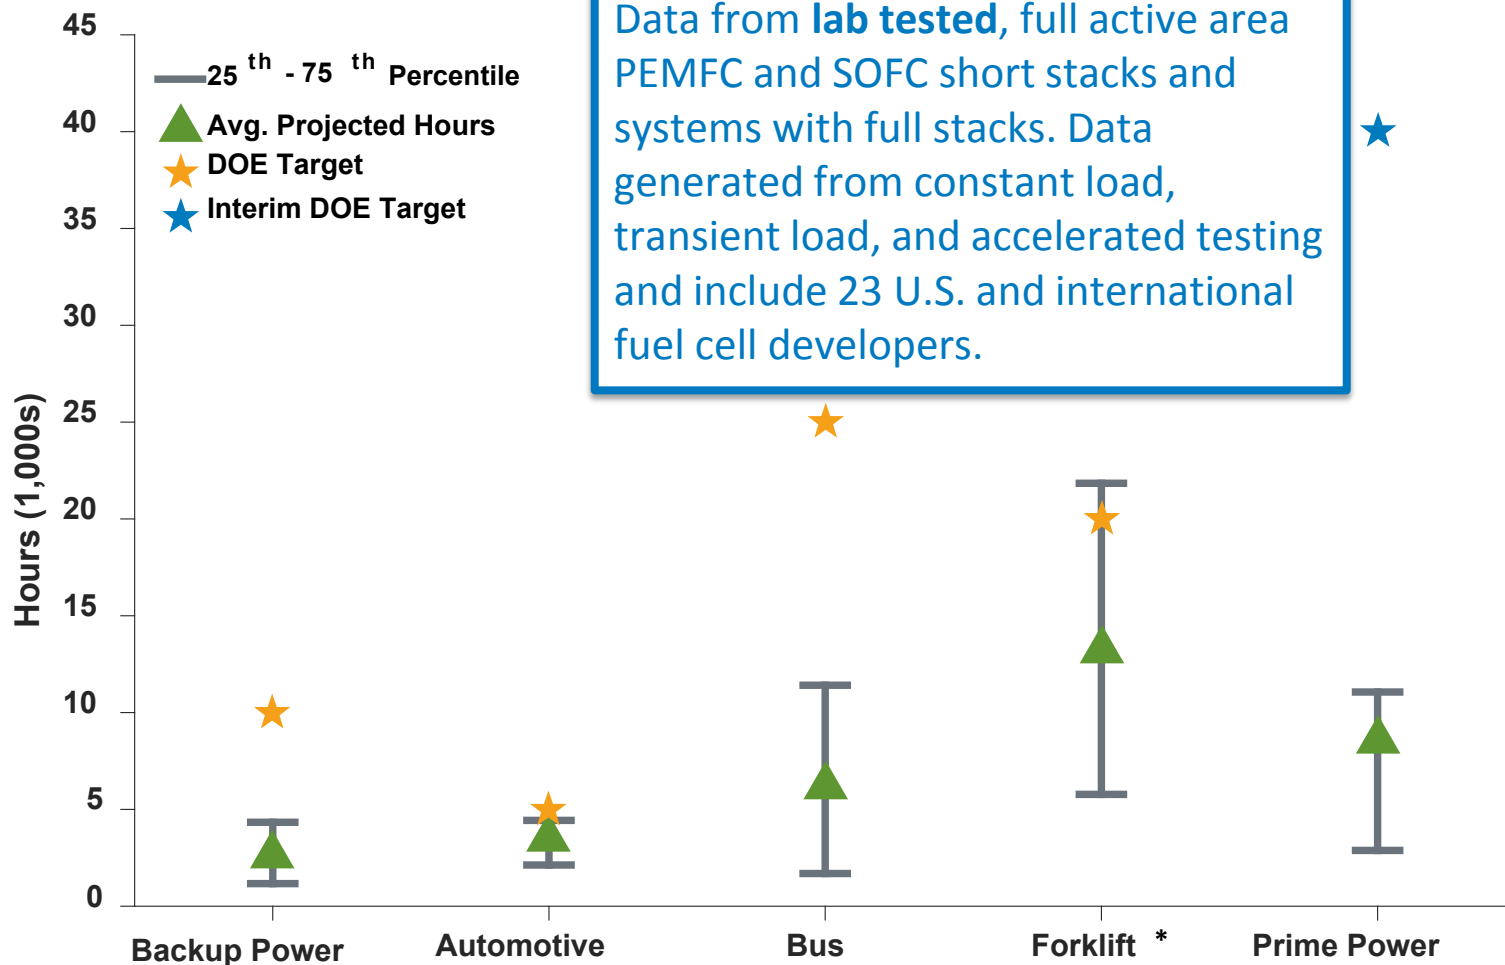 Data from lab tested, full active area
PEMFC and SOFC short stacks and
systems with full stacks. Data
generated from constant load,
transient load, and accelerated testing
and include 23 U.S. and international
fuel cell developers.
25 th - 75 th Percentile
Avg. Projected Hours
DOE Target
Interim DOE Target
Hours (1,000s)
45
40
35
30
25
20
15
10
5
0
Backup Power
Automotive
Bus
Forklift *
Prime Power